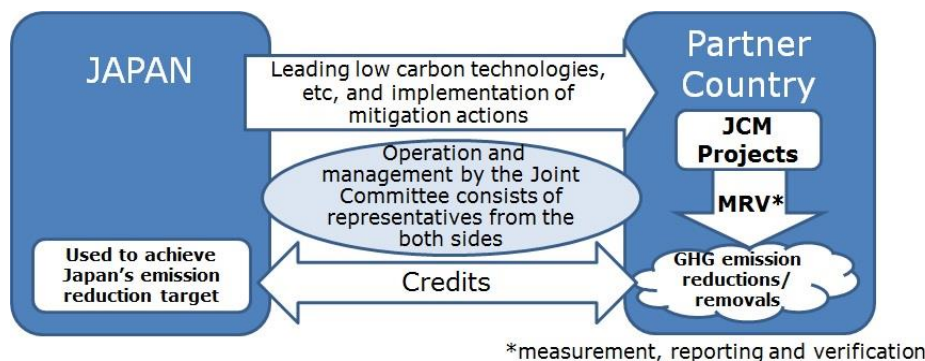 JAPAN
Leading low carbon technologies,
etc, and implementation of
mitigation actions
Partner
Country
JCM
Projects
Operation and
management by the Joint
Committee consists of
representatives from the
both sides
MRV*
Used to achieve
Japan’s emission
reduction target
Credits
GHG emission
reductions/
removals
*measurement, reporting and verification